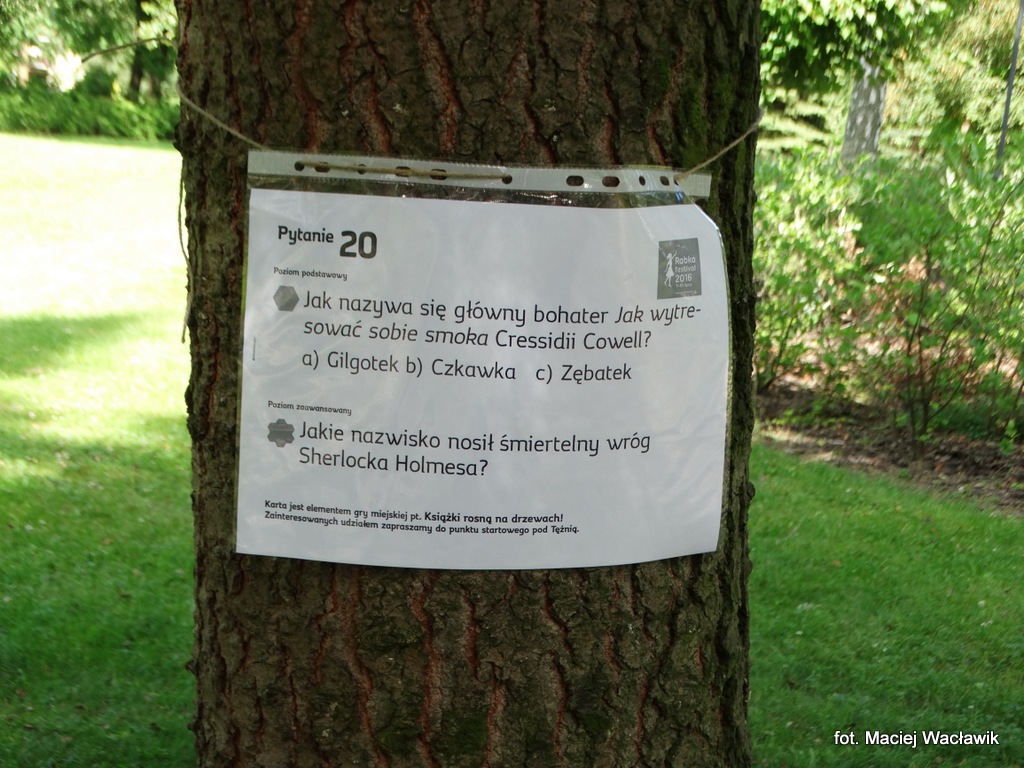 Pytanie 20
Rabka
festival
2016
Poziom podstawowy
Jak nazywa się główny bohater Jak wytre-
sować sobie smoka Cressidii Cowell?
a) Gilgotek b) Czkawka c) Zębatek
Poziom zaawansowany
Jakie nazwisko nosił śmiertelny wróg
Sherlocka Holmesa?
Karta jest elementem gry miejskiej pt. Książki rosną na drzewach!
Zainteresowanych udziałem zapraszamy do punktu startowego pod Tężnią.
fot. Maciej Wacławik